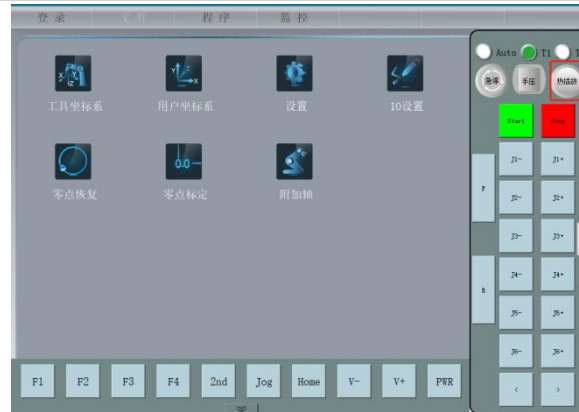 登录 文件 程序 监控
Auto T1 T
急停 手压 热插拔
工具坐标系 用户坐标系 设置 IO设置
Start Stop
零点恢复 零点标定 附加轴
0.0
X Y Z
Y X
J1- J1+
F J2- J2+
J3- J3+
J4- J4+
R J5- J5+
J6- J6+
F1 F2 F3 F4 2nd Jog Home V- V+ PWR
< >